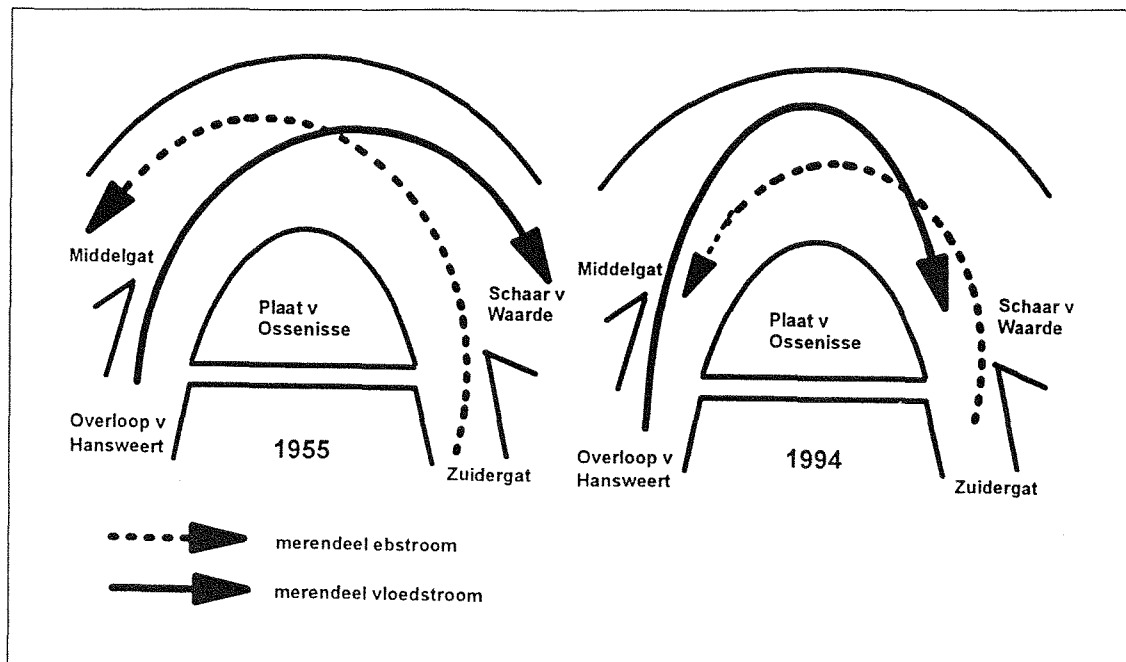 Middelgat
Schaar v
Waarde
Plaat v
Ossenisse
Overloop v
Hansweert
1955
Zuidergat
Middelgat
Schaar v
Waarde
Plaat v
Ossenisse
Overloop v
Hansweert
1994
Zuidergat
merendeel ebstroom
merendeel vloedstroom